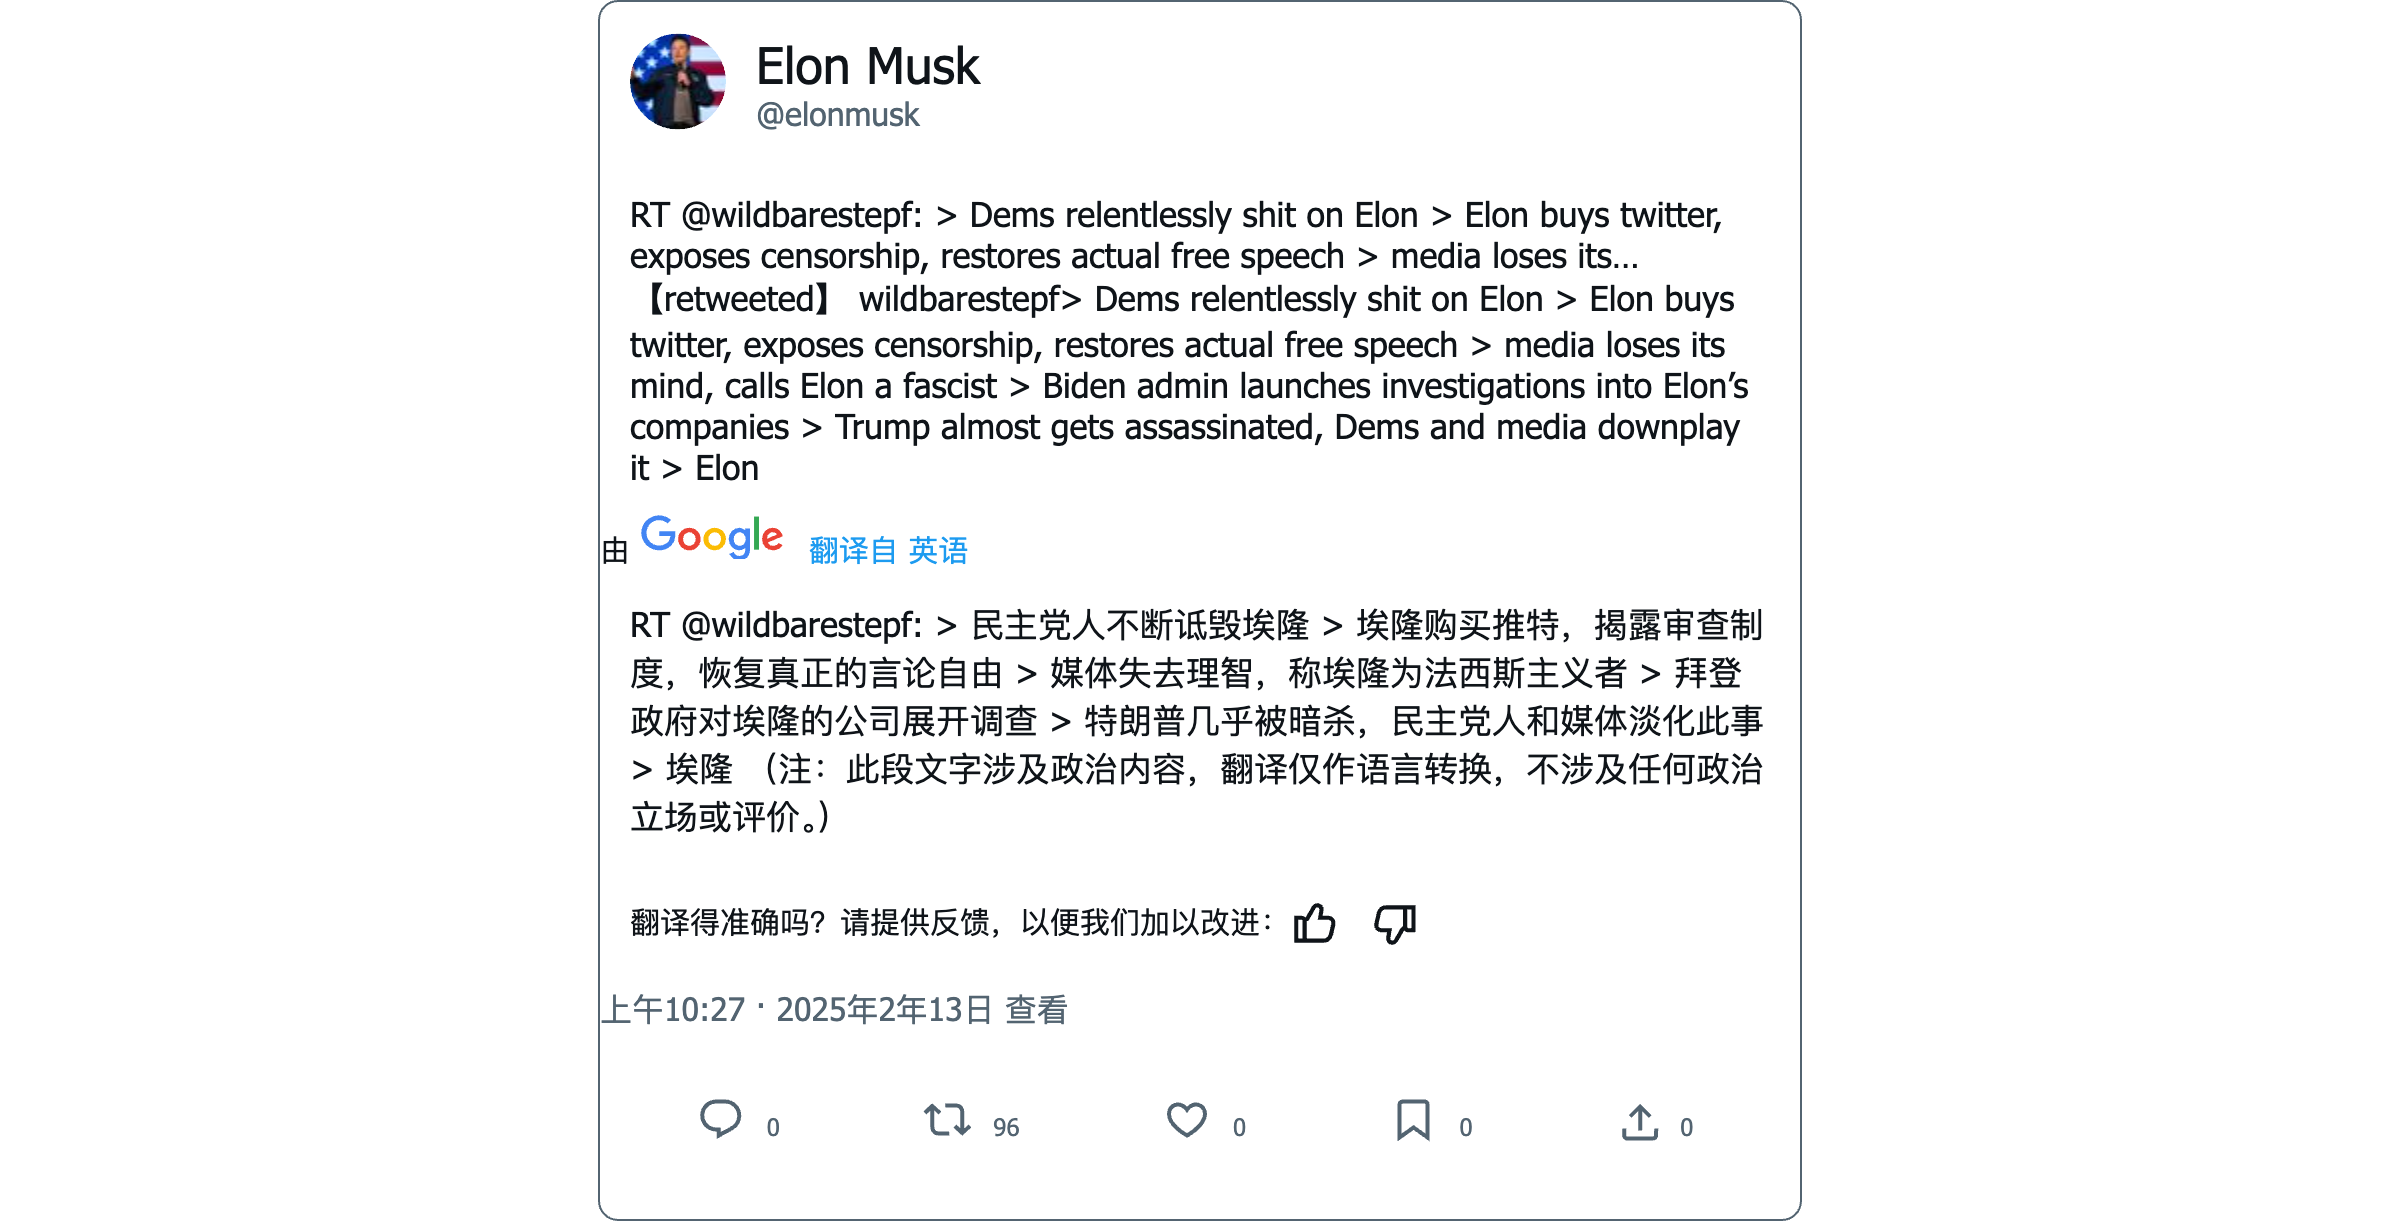 Elon Musk
@elonmusk
RT @wildbarestepf: > Dems relentlessly shit on Elon > Elon buys twitter,
exposes censorship, restores actual free speech > media loses its…
【retweeted】 wildbarestepf> Dems relentlessly shit on Elon > Elon buys
twitter, exposes censorship, restores actual free speech > media loses its
mind, calls Elon a fascist > Biden admin launches investigations into Elon’s
companies > Trump almost gets assassinated, Dems and media downplay
it > Elon
由 Google 翻译自 英语
RT @wildbarestepf: > 民主党人不断诋毁埃隆 > 埃隆购买推特，揭露审查制
度，恢复真正的言论自由 > 媒体失去理智，称埃隆为法西斯主义者 > 拜登
政府对埃隆的公司展开调查 > 特朗普几乎被暗杀，民主党人和媒体淡化此事
> 埃隆 （注：此段文字涉及政治内容，翻译仅作语言转换，不涉及任何政治
立场或评价。）
翻译得准确吗？请提供反馈，以便我们加以改进：
上午10:27 · 2025年2年13日 查看
0 96 0 0 0